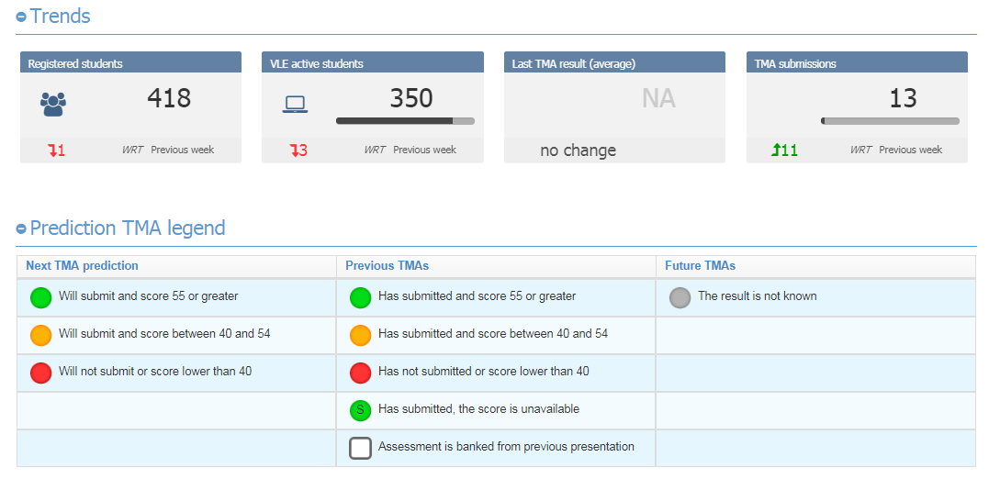 Trends
Registered students
VLE active students
Last TMA result (average)
TMA submissions
418
350
NA
13
1 WRT Previous week
3 WRT Previous week
no change
11 WRT Previous week
Prediction TMA legend
Next TMA prediction
Previous TMAs
Future TMAs
Will submit and score 55 or greater
Has submitted and score 55 or greater
The result is not known
Will submit and score between 40 and 54
Has submitted and score between 40 and 54
Will not submit or score lower than 40
Has not submitted or score lower than 40
S Has submitted, the score is unavailable
Assessment is banked from previous presentation